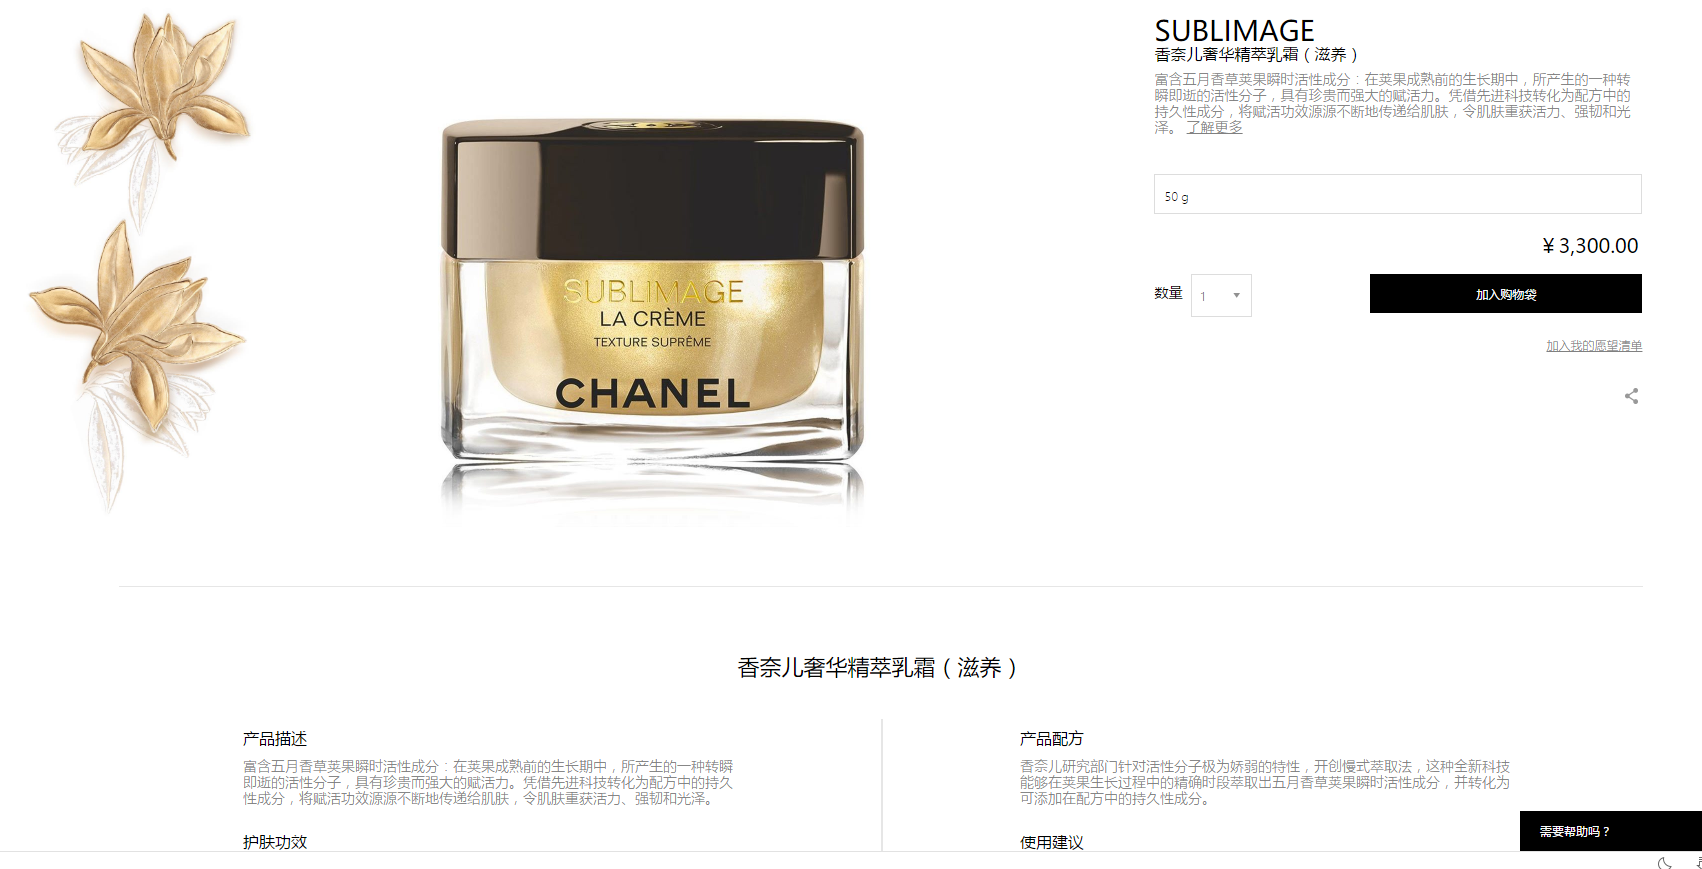 SUBLIMAGE
香奈儿奢华精萃乳霜（滋养）
富含五月香草荚果瞬时活性成分：在荚果成熟前的生长期中，所产生的一种转
瞬即逝的活性分子，具有珍贵而强大的赋活力。凭借先进科技转化为配方中的
持久性成分，将赋活功效源源不断地传递给肌肤，令肌肤重获活力、强韧和光
泽。 了解更多
50 g
¥ 3,300.00
数量 1
加入购物袋
加入我的愿望清单
SUBLIMAGE
LA CRÈME
TEXTURE SUPRÊME
CHANEL
香奈儿奢华精萃乳霜（滋养）
产品描述
富含五月香草荚果瞬时活性成分：在荚果成熟前的生长期中，所产生的一种转瞬
即逝的活性分子，具有珍贵而强大的赋活力。凭借先进科技转化为配方中的持久
性成分，将赋活功效源源不断地传递给肌肤，令肌肤重获活力、强韧和光泽。
护肤功效
产品配方
香奈儿研究部门针对活性分子极为娇弱的特性，开创慢式萃取法，这种全新科技
能够在荚果生长过程中的精确时段萃取出五月香草荚果瞬时活性成分，并转化为
可添加在配方中的持久性成分。
使用建议
需要帮助吗？